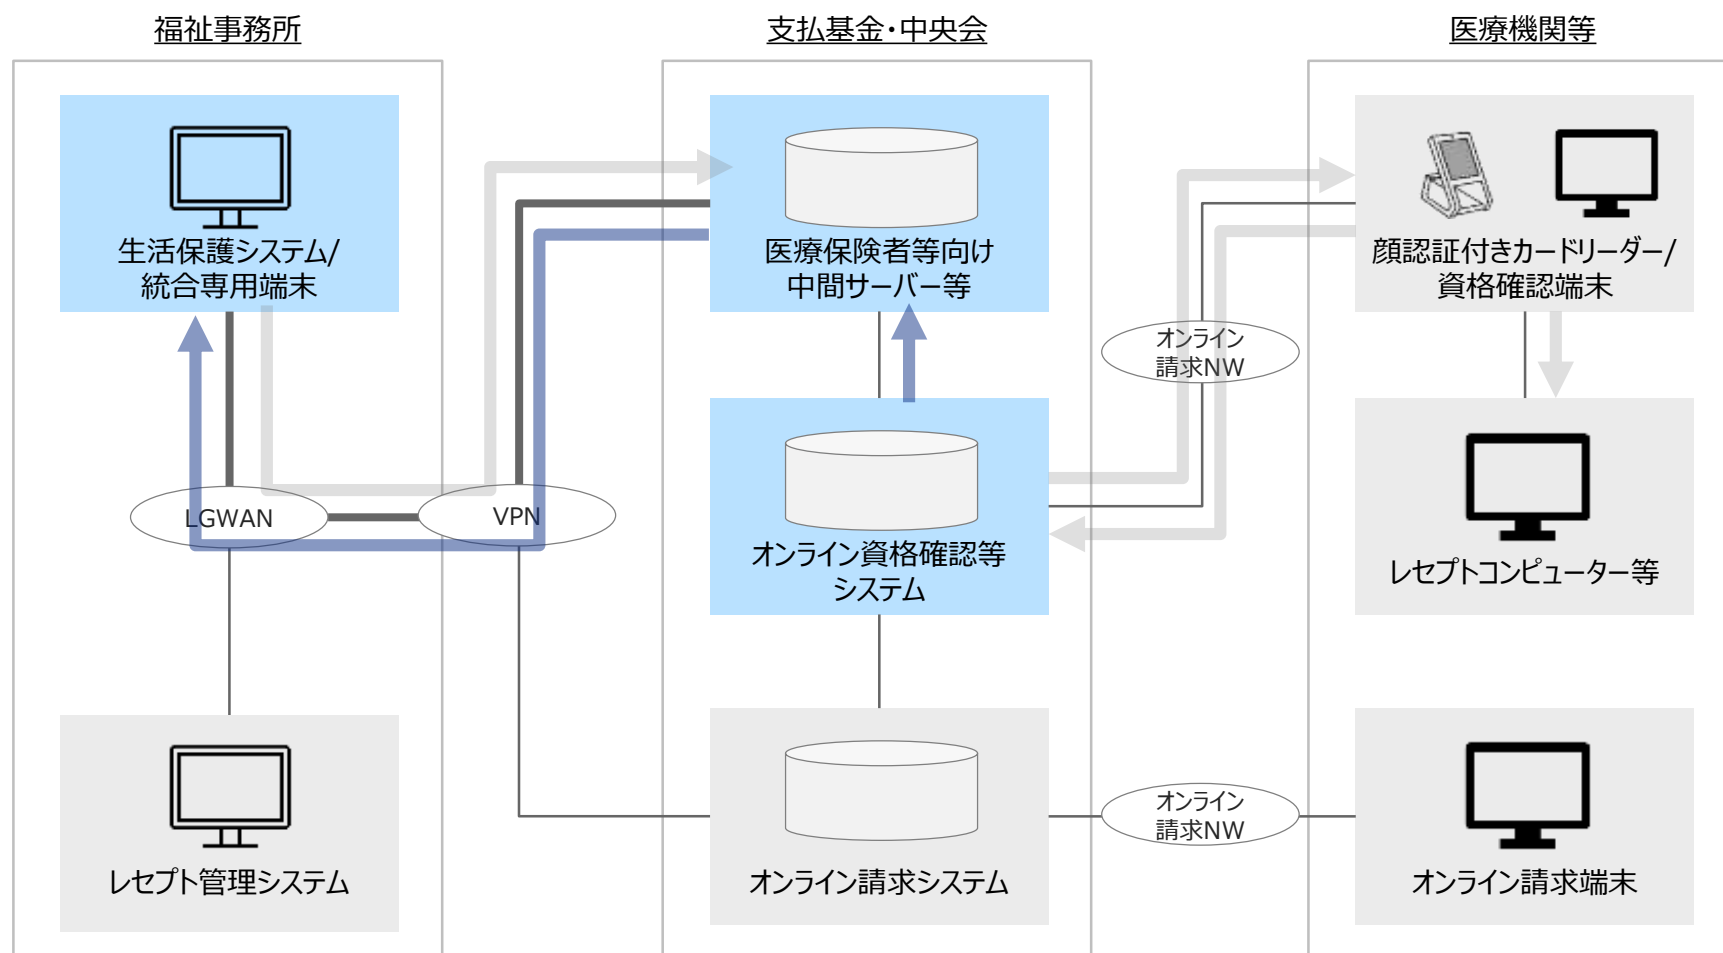 福祉事務所
支払基金・中央会
医療機関等
生活保護システム/
統合専用端末
医療保険者等向け
中間サーバー等
顔認証付きカードリーダー/
資格確認端末
オンライン
請求NW
LGWAN
VPN
オンライン資格確認等
システム
レセプトコンピューター等
レセプト管理システム
オンライン請求システム
オンライン
請求NW
オンライン請求端末